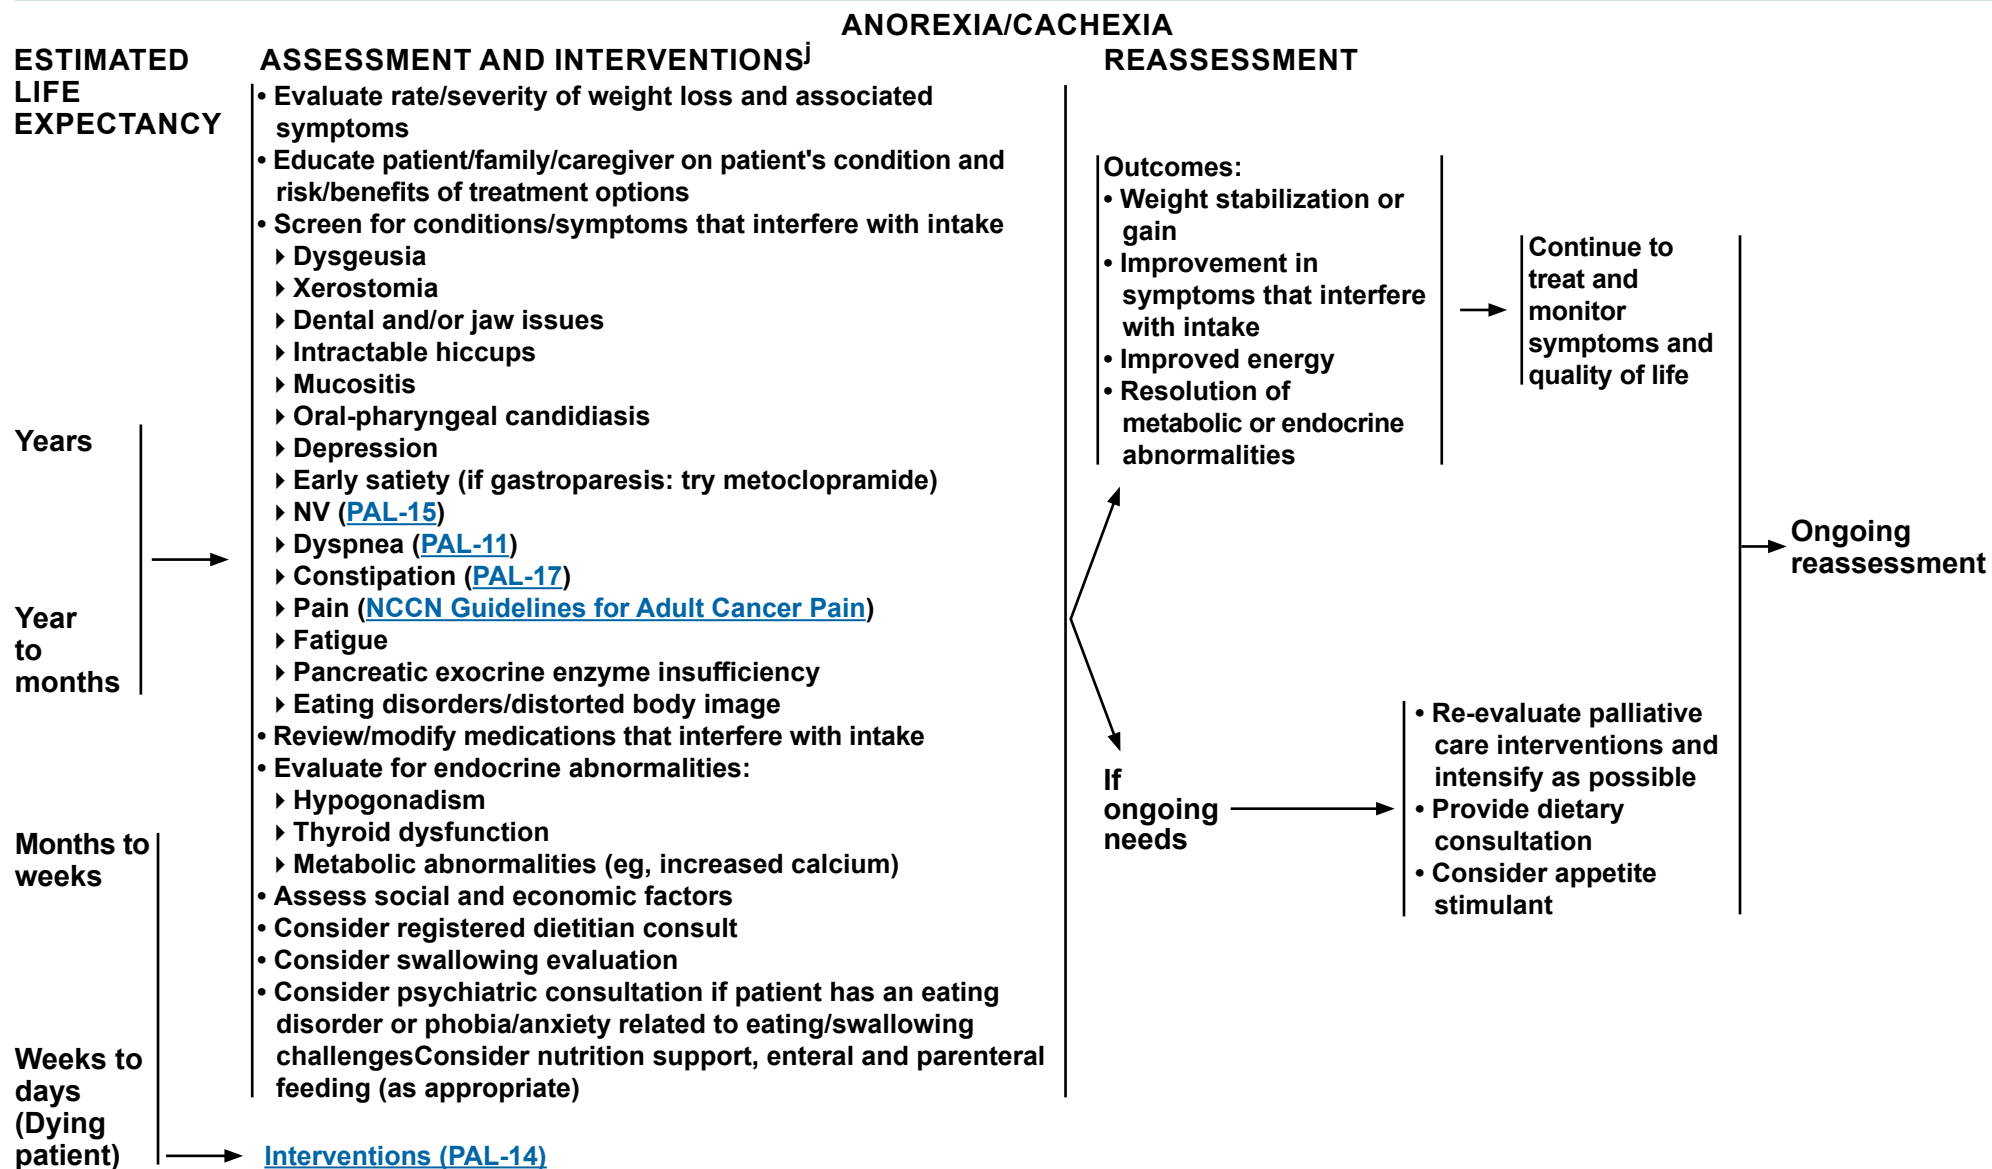 ANOREXIA/CACHEXIA
ESTIMATED
LIFE
EXPECTANCY
ASSESSMENT AND INTERVENTIONSj
REASSESSMENT
Years
Year
to
months
Months to
weeks
Weeks to
days
(Dying
patient)
• Evaluate rate/severity of weight loss and associated
symptoms
• Educate patient/family/caregiver on patient's condition and
risk/benefits of treatment options
• Screen for conditions/symptoms that interfere with intake
Dysgeusia
Xerostomia
Dental and/or jaw issues
Intractable hiccups
Mucositis
Oral-pharyngeal candidiasis
Depression
Early satiety (if gastroparesis: try metoclopramide)
NV (PAL-15)
Dyspnea (PAL-11)
Constipation (PAL-17)
Pain (NCCN Guidelines for Adult Cancer Pain)
Fatigue
Pancreatic exocrine enzyme insufficiency
Eating disorders/distorted body image
• Review/modify medications that interfere with intake
• Evaluate for endocrine abnormalities:
Hypogonadism
Thyroid dysfunction
Metabolic abnormalities (eg, increased calcium)
• Assess social and economic factors
• Consider registered dietitian consult
• Consider swallowing evaluation
• Consider psychiatric consultation if patient has an eating
disorder or phobia/anxiety related to eating/swallowing
challengesConsider nutrition support, enteral and parenteral
feeding (as appropriate)
Interventions (PAL-14)
Outcomes:
• Weight stabilization or
gain
• Improvement in
symptoms that interfere
with intake
• Improved energy
• Resolution of
metabolic or endocrine
abnormalities
Continue to
treat and
monitor
symptoms and
quality of life
If
ongoing
needs
• Re-evaluate palliative
care interventions and
intensify as possible
• Provide dietary
consultation
• Consider appetite
stimulant
Ongoing
reassessment